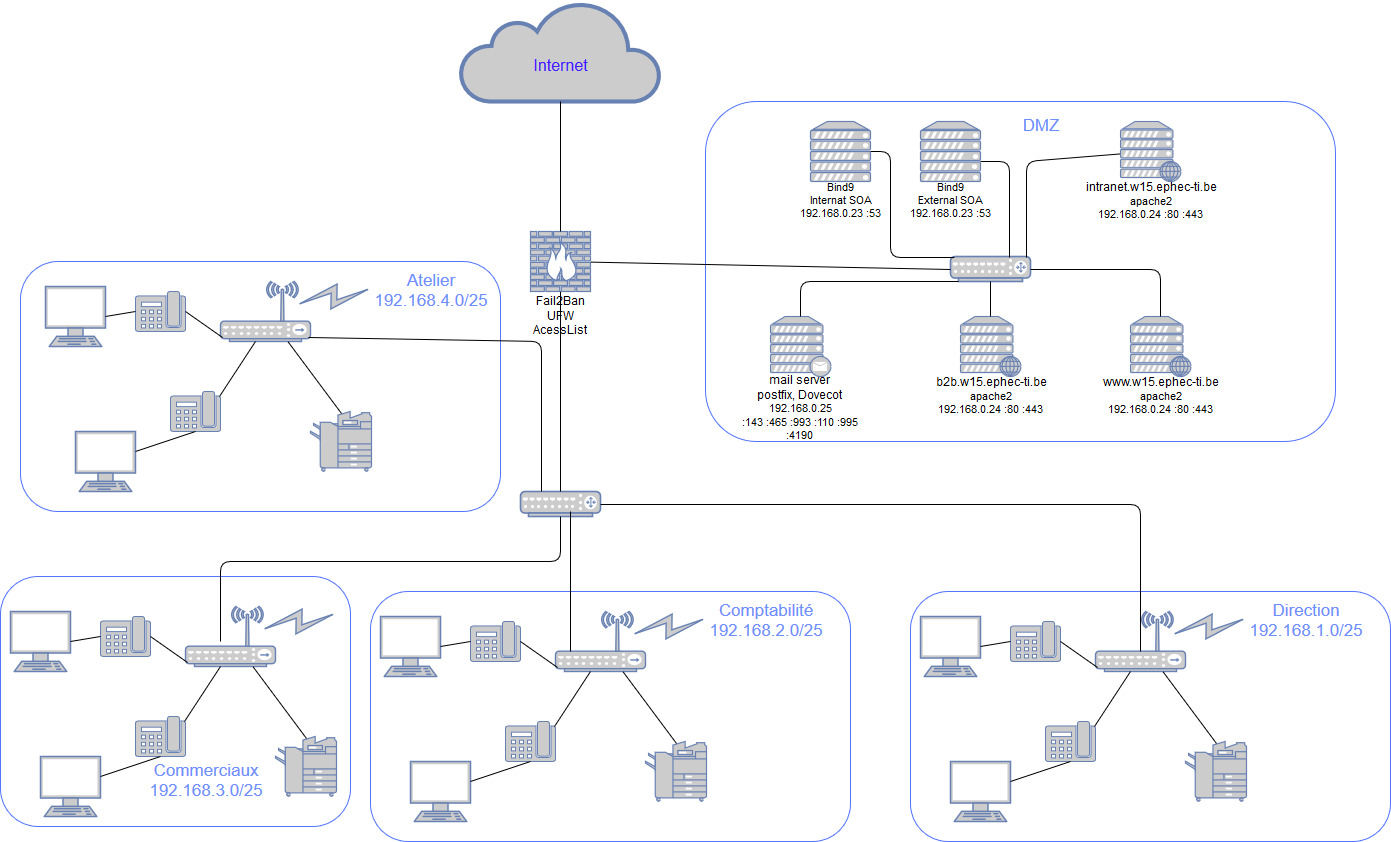 Internet
DMZ
Bind9
Internat SOA
192.168.0.23 :53
Bind9
External SOA
192.168.0.23 :53
intranet.w15.ephec-ti.be
apache2
192.168.0.24 :80 :443
Fail2Ban
UFW
AcessList
Atelier
192.168.4.0/25
mail server
postfix, Dovecot
192.168.0.25
:143 :465 :993 :110 :995
:4190
b2b.w15.ephec-ti.be
apache2
192.168.0.24 :80 :443
www.w15.ephec-ti.be
apache2
192.168.0.24 :80 :443
Commerciaux
192.168.3.0/25
Comptabilité
192.168.2.0/25
Direction
192.168.1.0/25